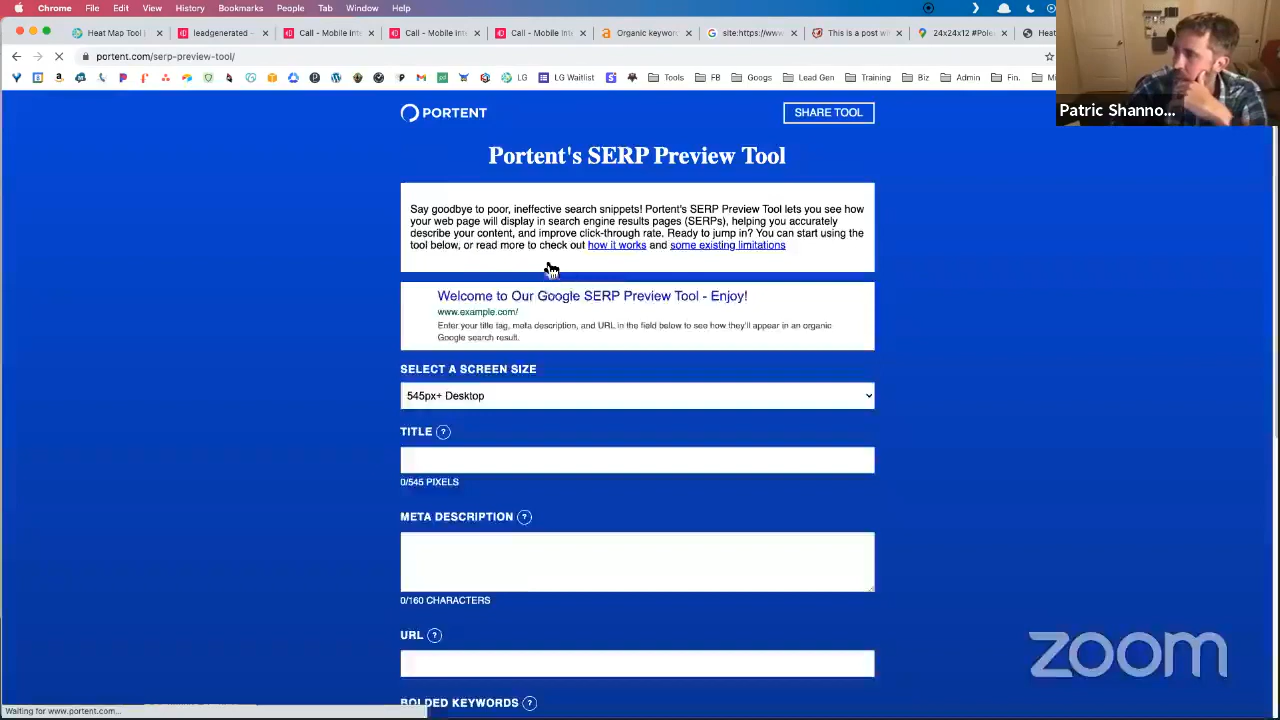 Chrome File Edit View History Bookmarks People Tab Window Help
Heat Map Tool | leadgenerated - Call - Mobile Inte Call - Mobile Inte Call - Mobile Inte Organic keywor site:https://www This is a post wi 24x24x12 #Pole Heat
portent.com/serp-preview-tool/
LG LG Waitlist Tools FB Googs Lead Gen Training Biz Admin Fin.
Patric Shanno...
PORTENT SHARE TOOL
Portent's SERP Preview Tool
Say goodbye to poor, ineffective search snippets! Portent's SERP Preview Tool lets you see how
your web page will display in search engine results pages (SERPs), helping you accurately
describe your content, and improve click-through rate. Ready to jump in? You can start using the
tool below, or read more to check out how it works and some existing limitations
Welcome to Our Google SERP Preview Tool - Enjoy!
www.example.com/
Enter your title tag, meta description, and URL in the field below to see how they'll appear in an organic
Google search result.
SELECT A SCREEN SIZE
545px+ Desktop
TITLE ?
0/545 PIXELS
META DESCRIPTION ?
0/160 CHARACTERS
URL ?
BOLDED KEYWORDS ?
Waiting for www.portent.com...
zoom